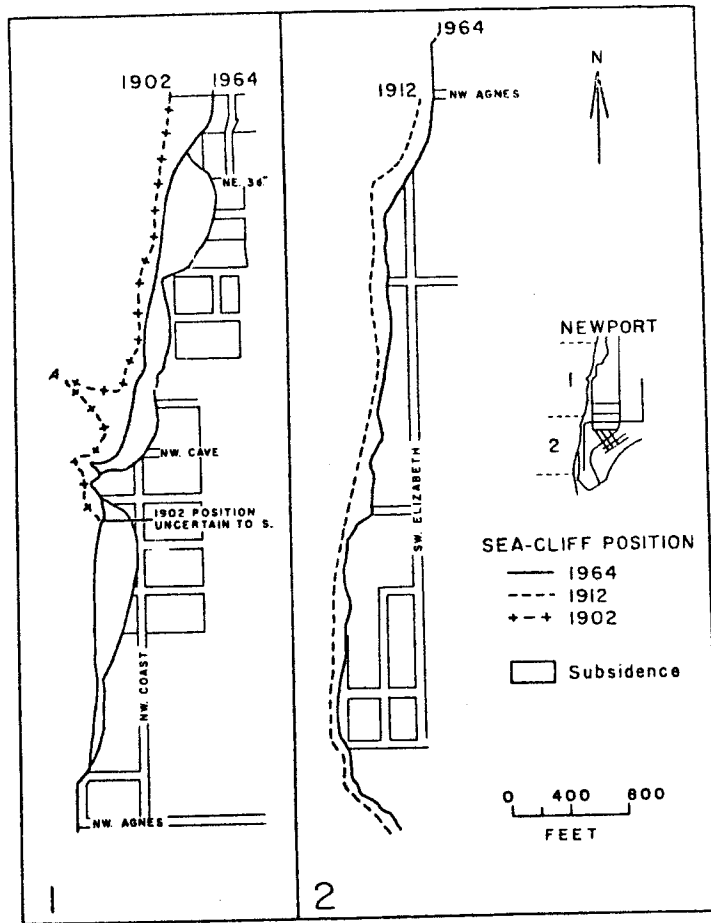 1902 1964
NE. 36TH
A
NW. CAVE
1902 POSITION
UNCERTAIN TO S.
NW. COAST
NW. AGNES
1
1964
1912
NW AGNES
SW. ELIZABETH
2
N
NEWPORT
1
2
SEA-CLIFF POSITION
1964
1912
1902
Subsidence
0 400 800
FEET